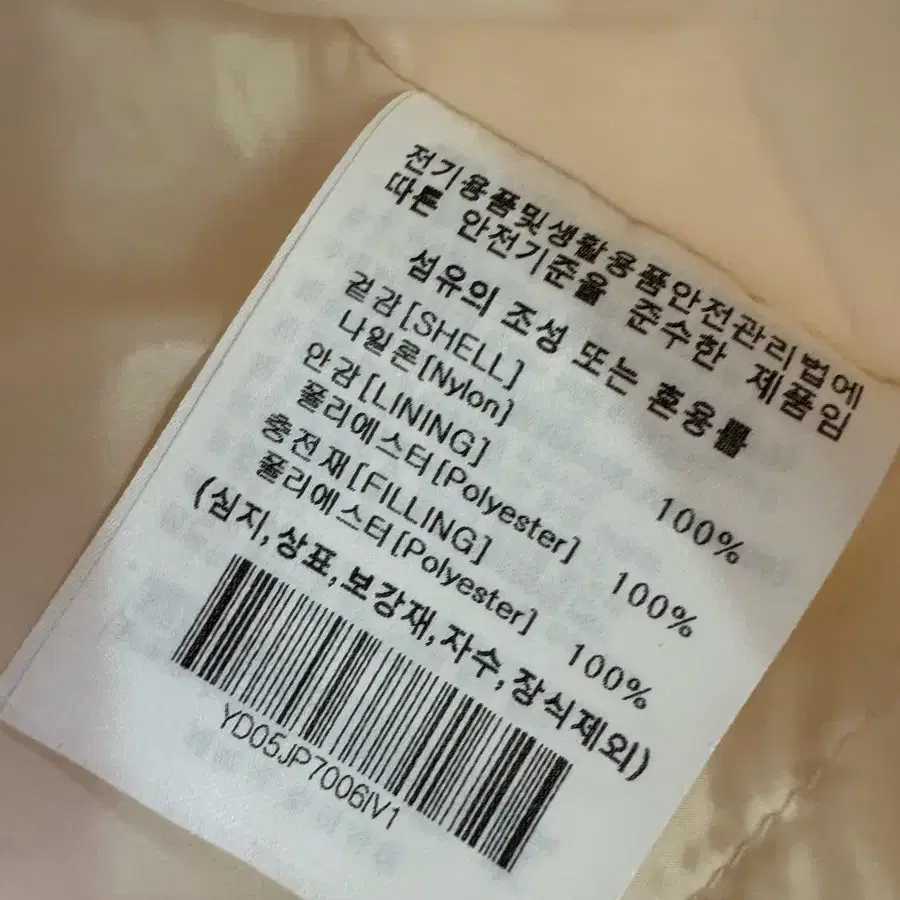 전기용품및생활용품안전관리법에
따른 안전기준을 준수한 제품임
섬유의 조성 또는 혼용률
겉감[SHELL]
나일론[Nylon] 100%
안감[LINING]
폴리에스터[Polyester] 100%
충전재[FILLING]
폴리에스터[Polyester] 100%
(심지,상표,보강재,자수,장식제외)
YD05JP7006IV1